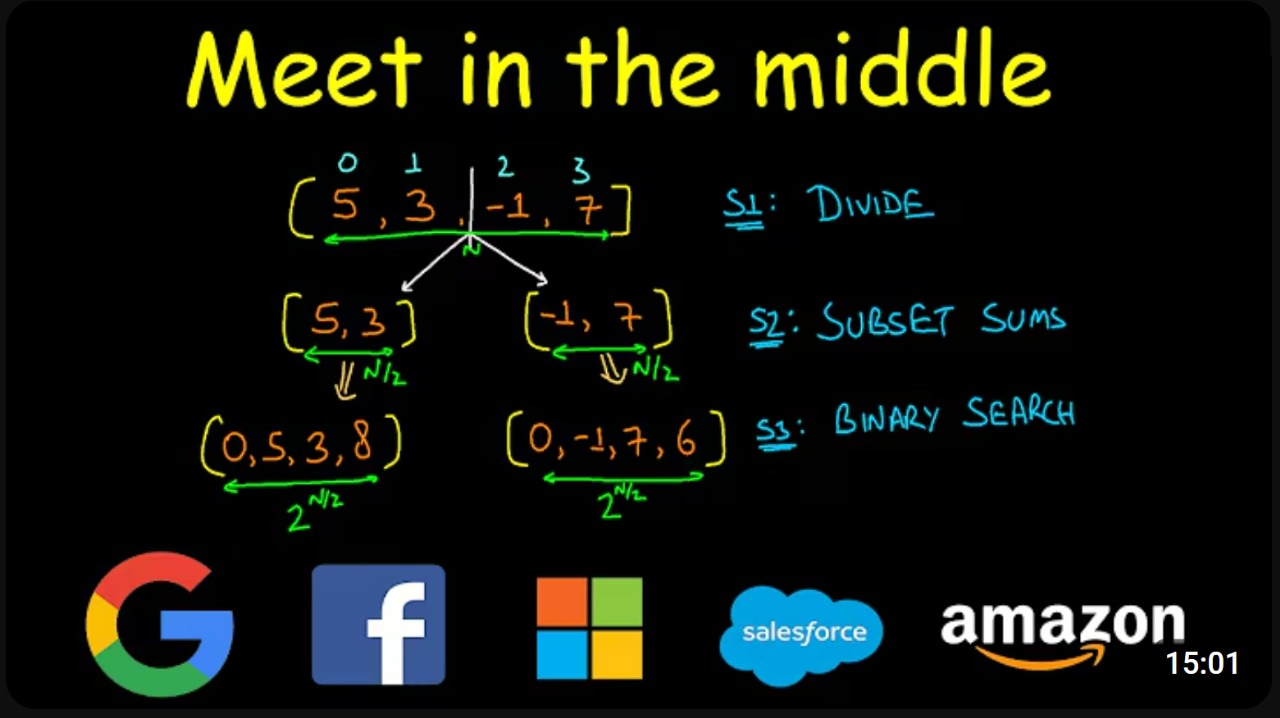 Meet in the middle
0 1 2 3
[5, 3, -1, 7]
S1: DIVIDE
N
[5, 3]
[-1, 7]
S2: SUBSET SUMS
N/2
N/2
[0, 5, 3, 8]
[0, -1, 7, 6]
S3: BINARY SEARCH
2^N/2
2^N/2
f
salesforce
amazon
15:01